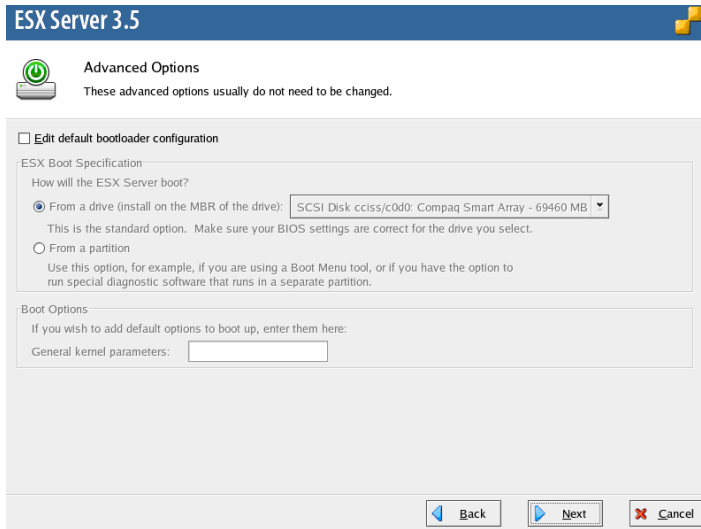 ESX Server 3.5
Advanced Options
These advanced options usually do not need to be changed.
Edit default bootloader configuration
ESX Boot Specification
How will the ESX Server boot?
From a drive (install on the MBR of the drive): SCSI Disk cciss/c0d0: Compaq Smart Array - 69460 MB
This is the standard option. Make sure your BIOS settings are correct for the drive you select.
From a partition
Use this option, for example, if you are using a Boot Menu tool, or if you have the option to
run special diagnostic software that runs in a separate partition.
Boot Options
If you wish to add default options to boot up, enter them here:
General kernel parameters:
Back Next Cancel